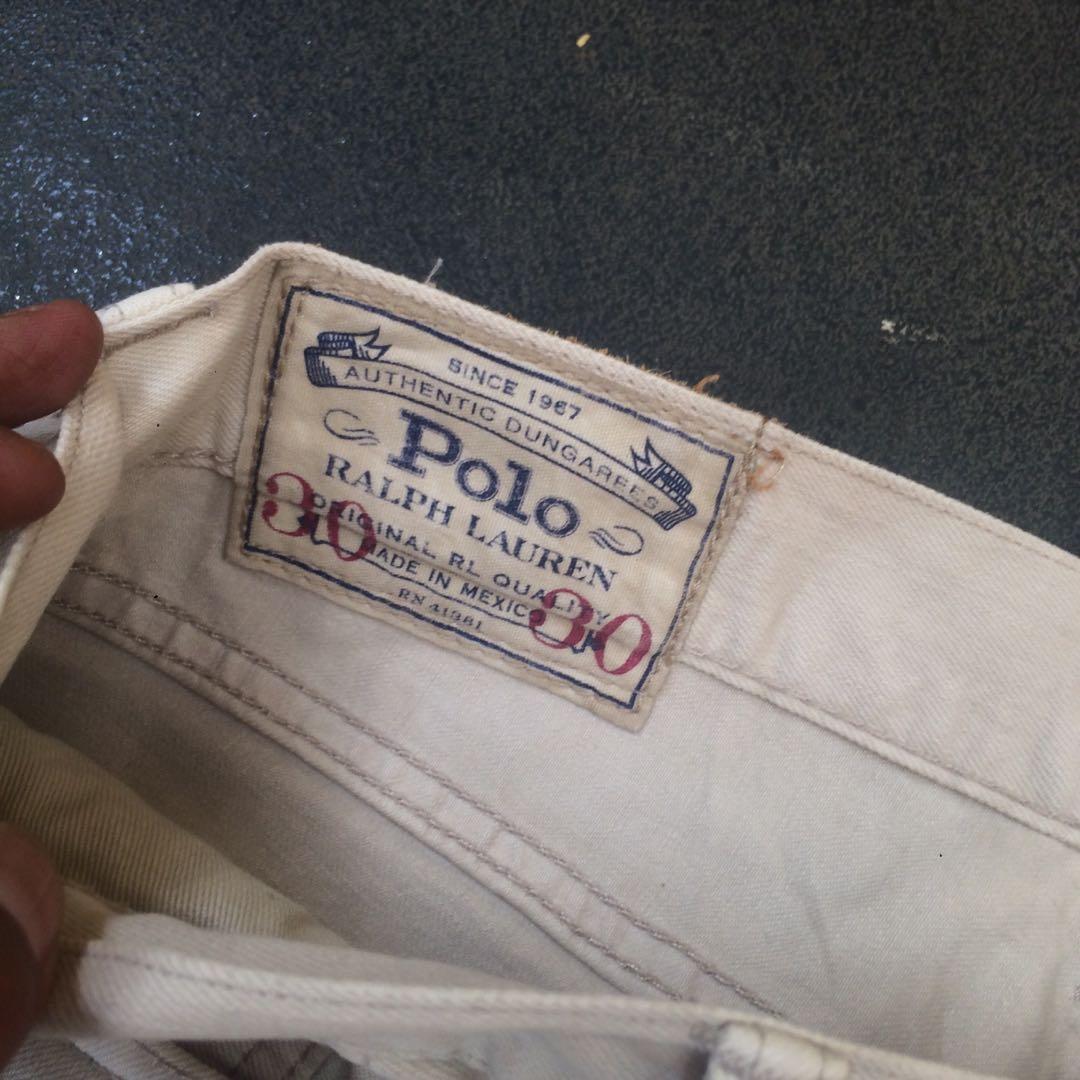 SINCE 1967
AUTHENTIC DUNGAREES
Polo
RALPH LAUREN
ORIGINAL RL QUALITY
MADE IN MEXICO
RN 41381
30 30